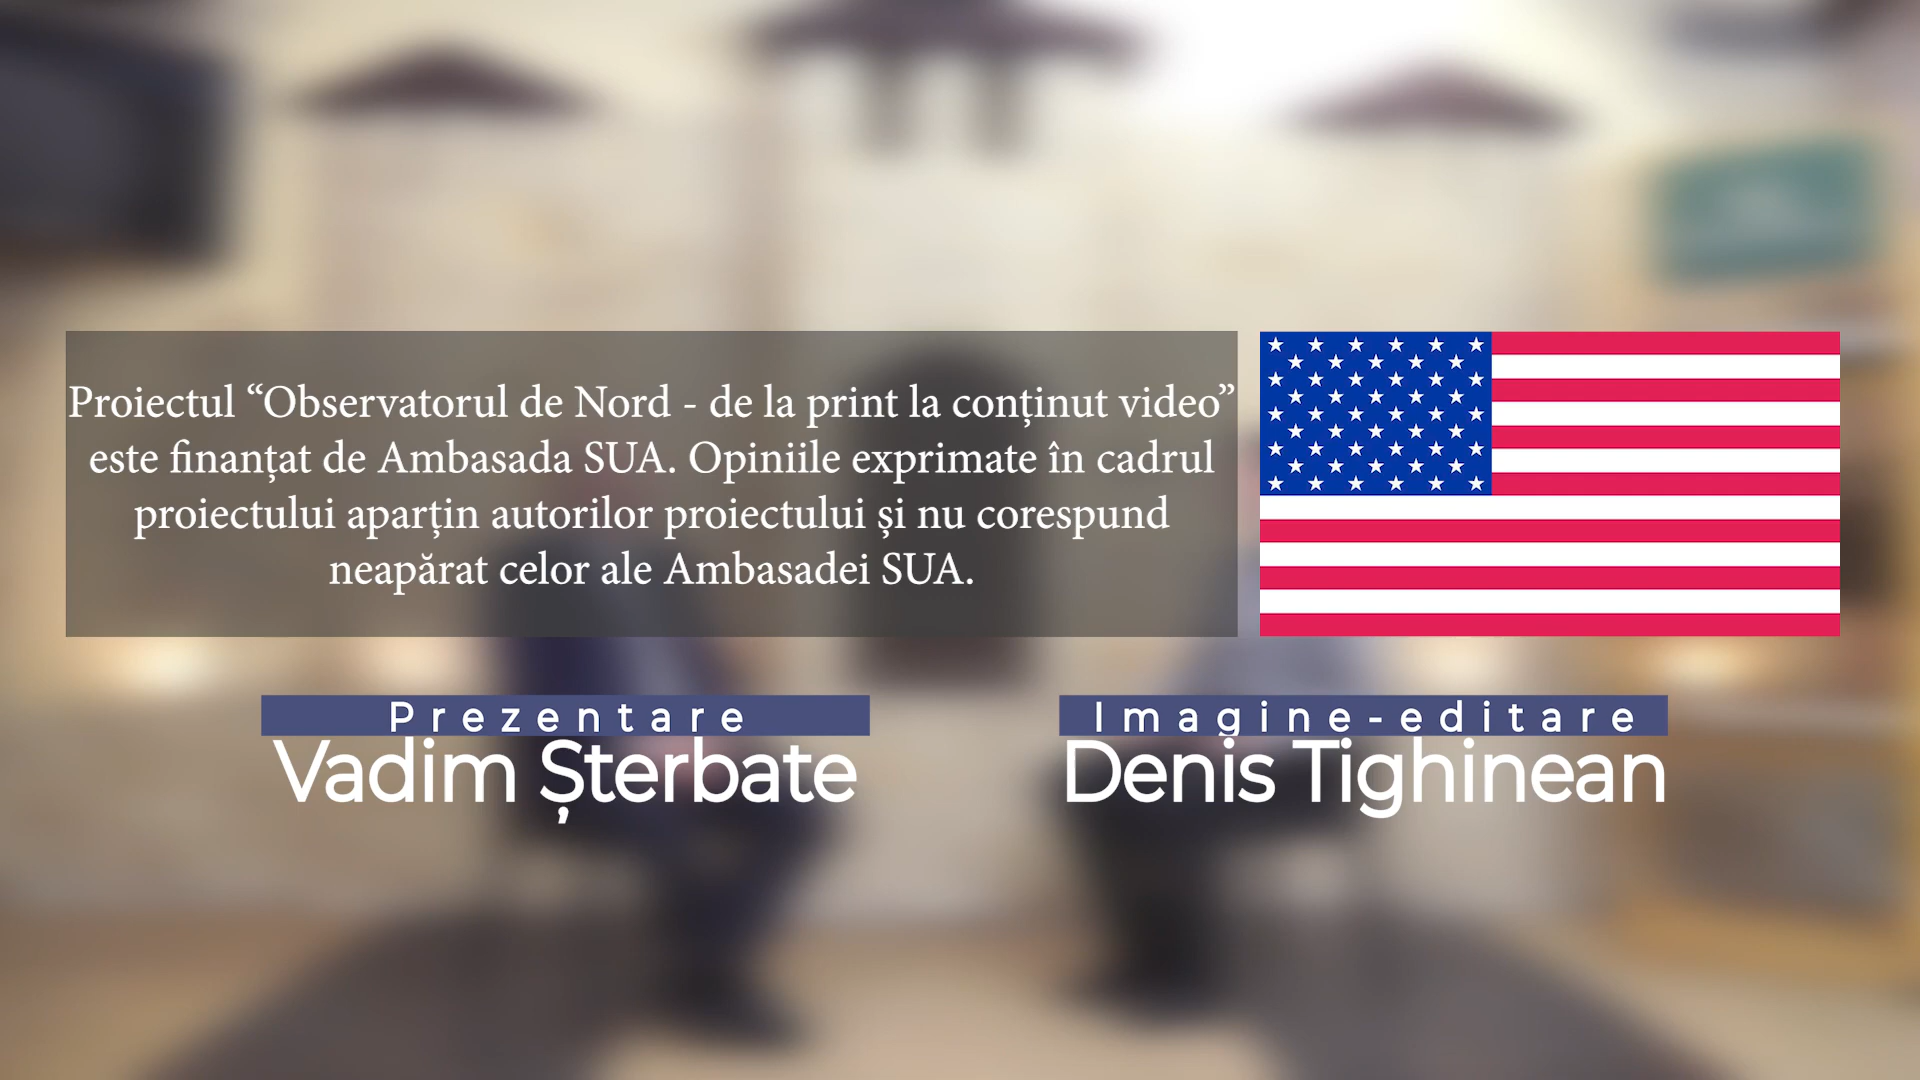 Proiectul “Observatorul de Nord - de la print la conținut video”
este finanțat de Ambasada SUA. Opiniile exprimate în cadrul
proiectului aparțin autorilor proiectului și nu corespund
neapărat celor ale Ambasadei SUA.
Prezentare
Vadim Șterbate
Imagine-editare
Denis Tighinean